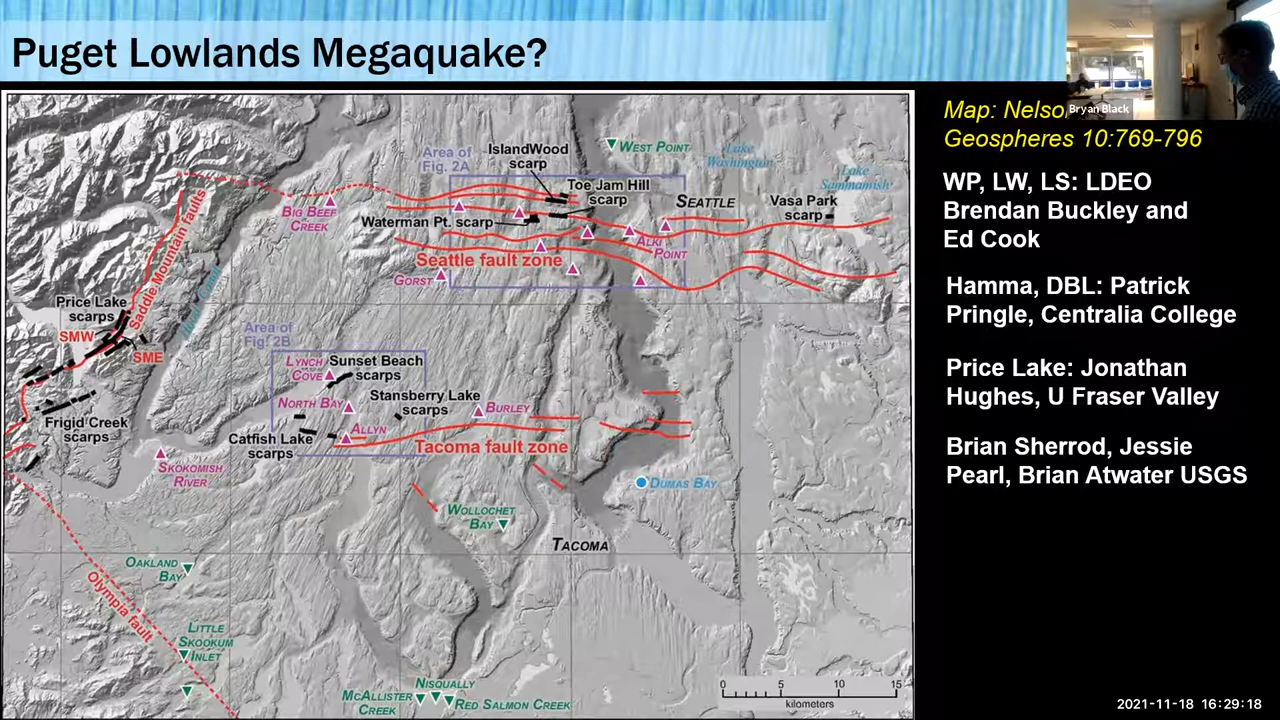 Puget Lowlands Megaquake?
Bryan Black
Map: Nelso
Geospheres 10:769-796
WP, LW, LS: LDEO
Brendan Buckley and
Ed Cook
Hamma, DBL: Patrick
Pringle, Centralia College
Price Lake: Jonathan
Hughes, U Fraser Valley
Brian Sherrod, Jessie
Pearl, Brian Atwater USGS
WEST POINT
Lake
Washington
Lake
Sammamish
IslandWood
scarp
Area of
Fig. 2A
Toe Jam Hill
scarp
SEATTLE
Vasa Park
scarp
BIG BEEF
CREEK
Waterman Pt. scarp
ALKI
POINT
Seattle fault zone
GORST
Saddle Mountain faults
Price Lake
scarps
SMW
SME
Area of
Fig. 2B
LYNCH
COVE
Sunset Beach
scarps
NORTH BAY
Stansberry Lake
scarps
BURLEY
Frigid Creek
scarps
Catfish Lake
scarps
ALLYN
Tacoma fault zone
SKOKOMISH
RIVER
DUMAS BAY
WOLLOCHET
BAY
TACOMA
OAKLAND
BAY
Olympia fault
LITTLE
SKOOKUM
INLET
MCALLISTER
CREEK
NISQUALLY
RED SALMON CREEK
0 5 10 15
kilometers
2021-11-18 16:29:18